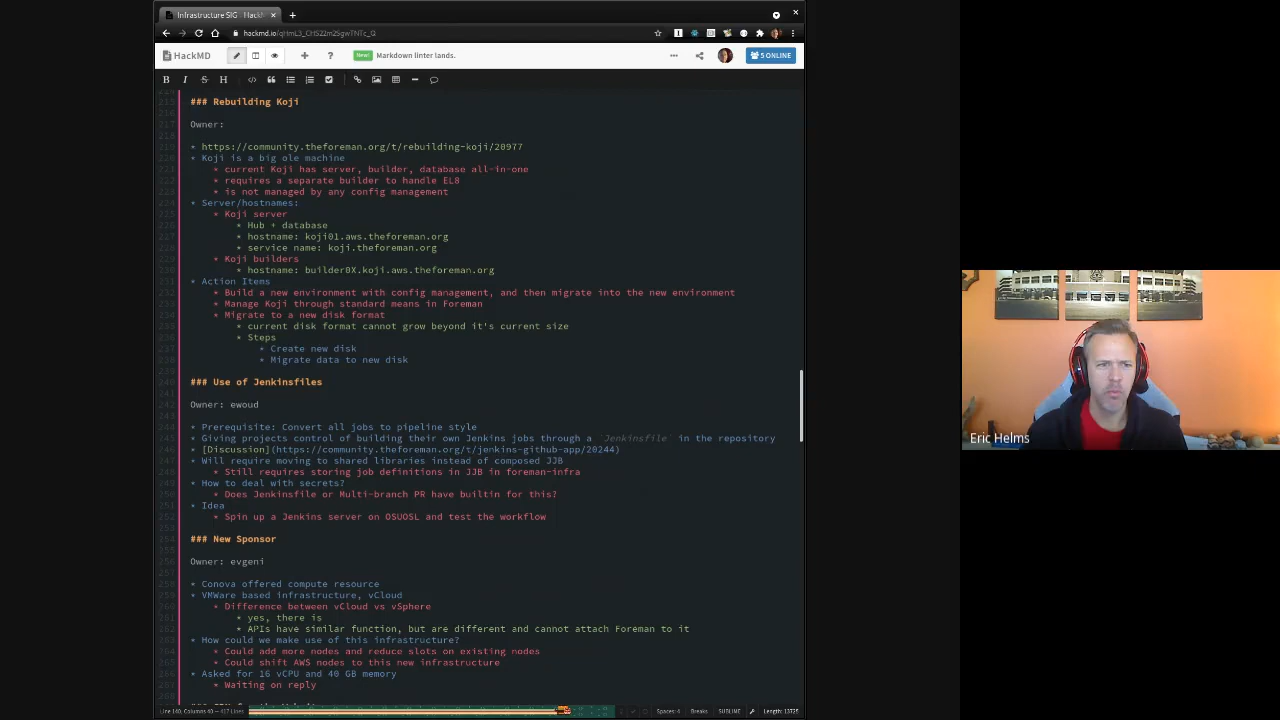 Infrastructure SIG - HackMD
hackmd.io/
HackMD
New! Markdown linter lands.
5 ONLINE
### Rebuilding Koji
Owner:
* https://community.theforeman.org/t/rebuilding-koji/20977
* Koji is a big ole machine
* current Koji has server, builder, database all-in-one
* requires a separate builder to handle EL8
* is not managed by any config management
* Server/hostnames:
* Koji server
* Hub + database
* hostname: koji01.aws.theforeman.org
* service name: koji.theforeman.org
* Koji builders
* hostname: builder0X.koji.aws.theforeman.org
* Action Items
* Build a new environment with config management, and then migrate into the new environment
* Manage Koji through standard means in Foreman
* Migrate to a new disk format
* current disk format cannot grow beyond it's current size
* Steps
* Create new disk
* Migrate data to new disk
### Use of Jenkinsfiles
Owner: ewoud
* Prerequisite: Convert all jobs to pipeline style
* Giving projects control of building their own Jenkins jobs through a `Jenkinsfile` in the repository
* [Discussion](https://community.theforeman.org/t/jenkins-github-app/20244)
* Will require moving to shared libraries instead of composed JJB
* Still requires storing job definitions in JJB in foreman-infra
* How to deal with secrets?
* Does Jenkinsfile or Multi-branch PR have builtin for this?
* Idea
* Spin up a Jenkins server on OSUOSL and test the workflow
### New Sponsor
Owner: evgeni
* Conova offered compute resource
* VMWare based infrastructure, vCloud
* Difference between vCloud vs vSphere
* yes, there is
* APIs have similar function, but are different and cannot attach Foreman to it
* How could we make use of this infrastructure?
* Could add more nodes and reduce slots on existing nodes
* Could shift AWS nodes to this new infrastructure
* Asked for 16 vCPU and 40 GB memory
* Waiting on reply
Line 140, Columns 40 — 417 Lines
Spaces: 4 Breaks SUBLIME Length: 13725
Eric Helms